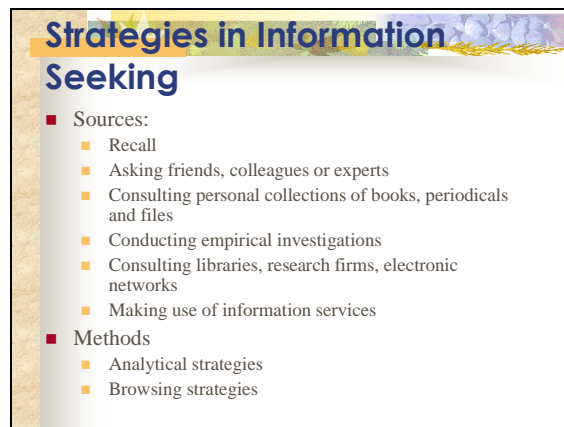 Strategies in Information
Seeking
Sources:
Recall
Asking friends, colleagues or experts
Consulting personal collections of books, periodicals
and files
Conducting empirical investigations
Consulting libraries, research firms, electronic
networks
Making use of information services
Methods
Analytical strategies
Browsing strategies